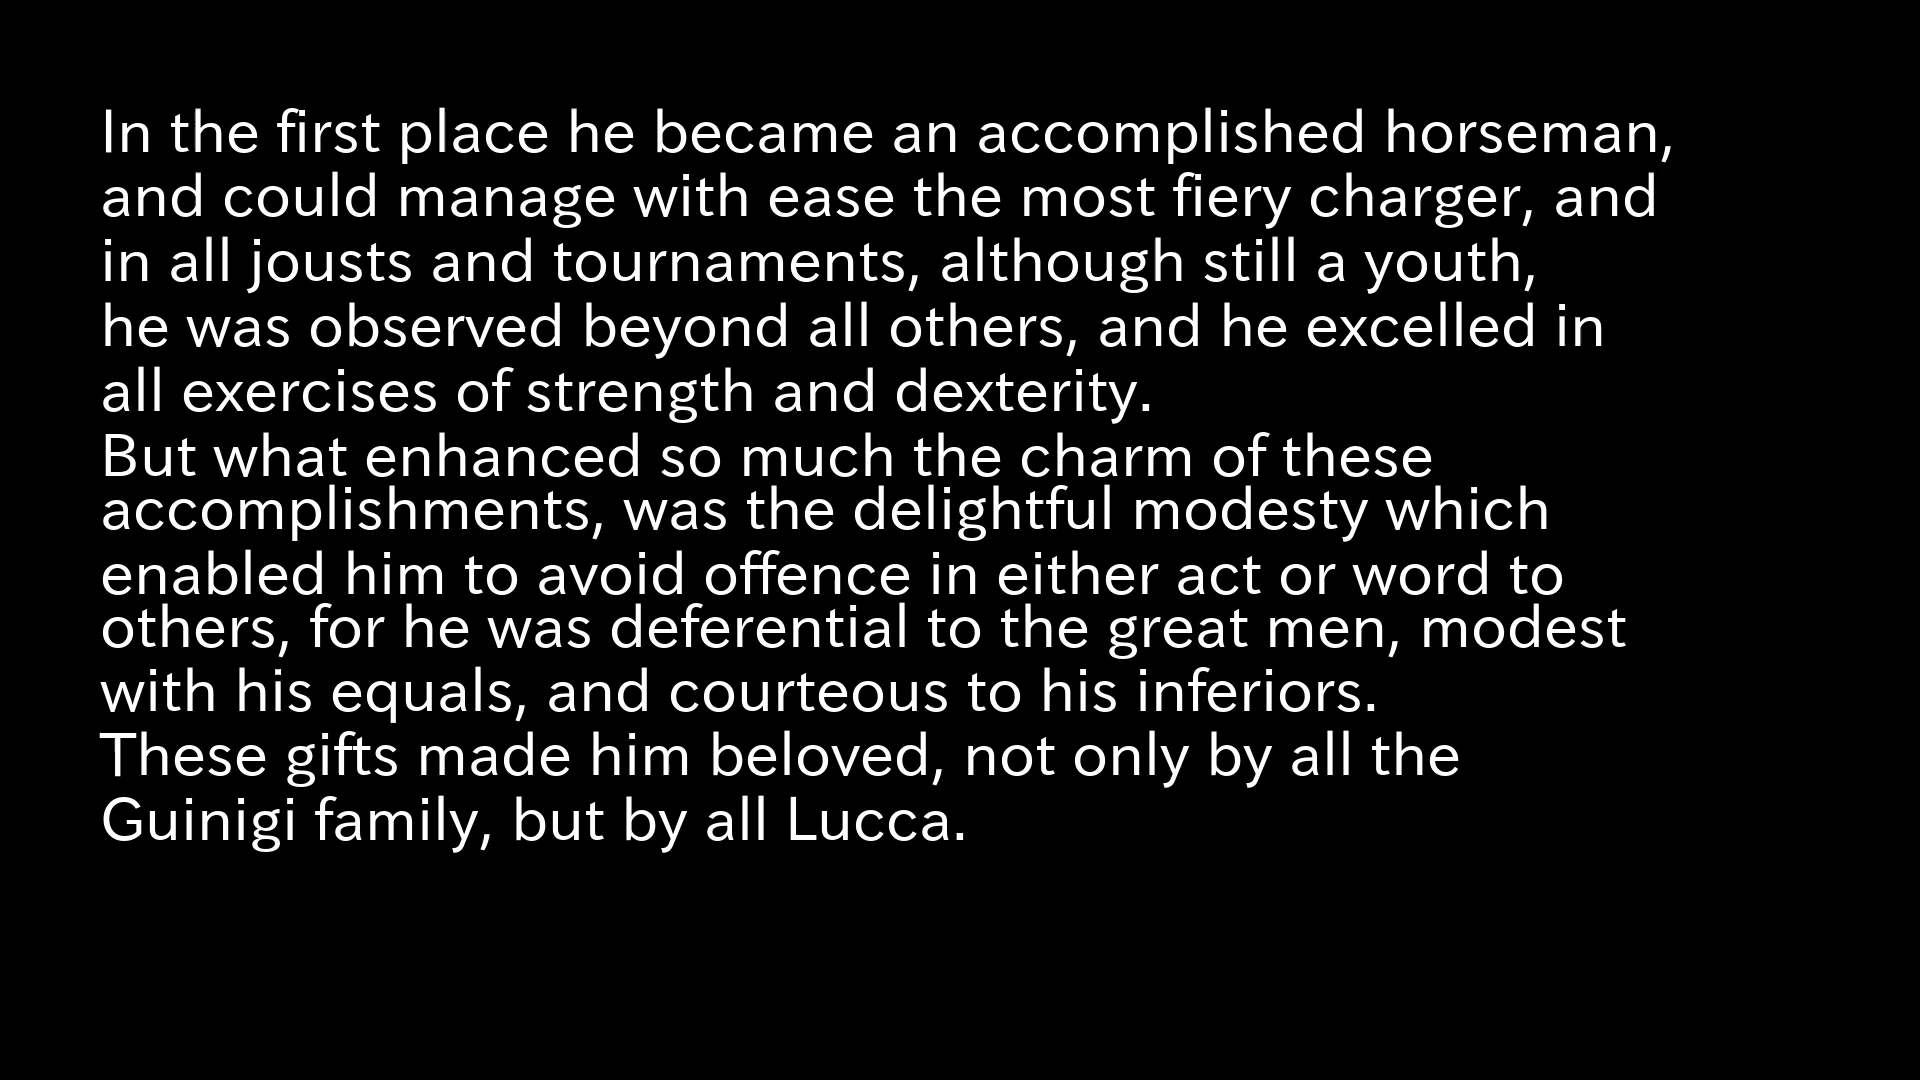 In the first place he became an accomplished horseman,
and could manage with ease the most fiery charger, and
in all jousts and tournaments, although still a youth,
he was observed beyond all others, and he excelled in
all exercises of strength and dexterity.
But what enhanced so much the charm of these
accomplishments, was the delightful modesty which
enabled him to avoid offence in either act or word to
others, for he was deferential to the great men, modest
with his equals, and courteous to his inferiors.
These gifts made him beloved, not only by all the
Guinigi family, but by all Lucca.